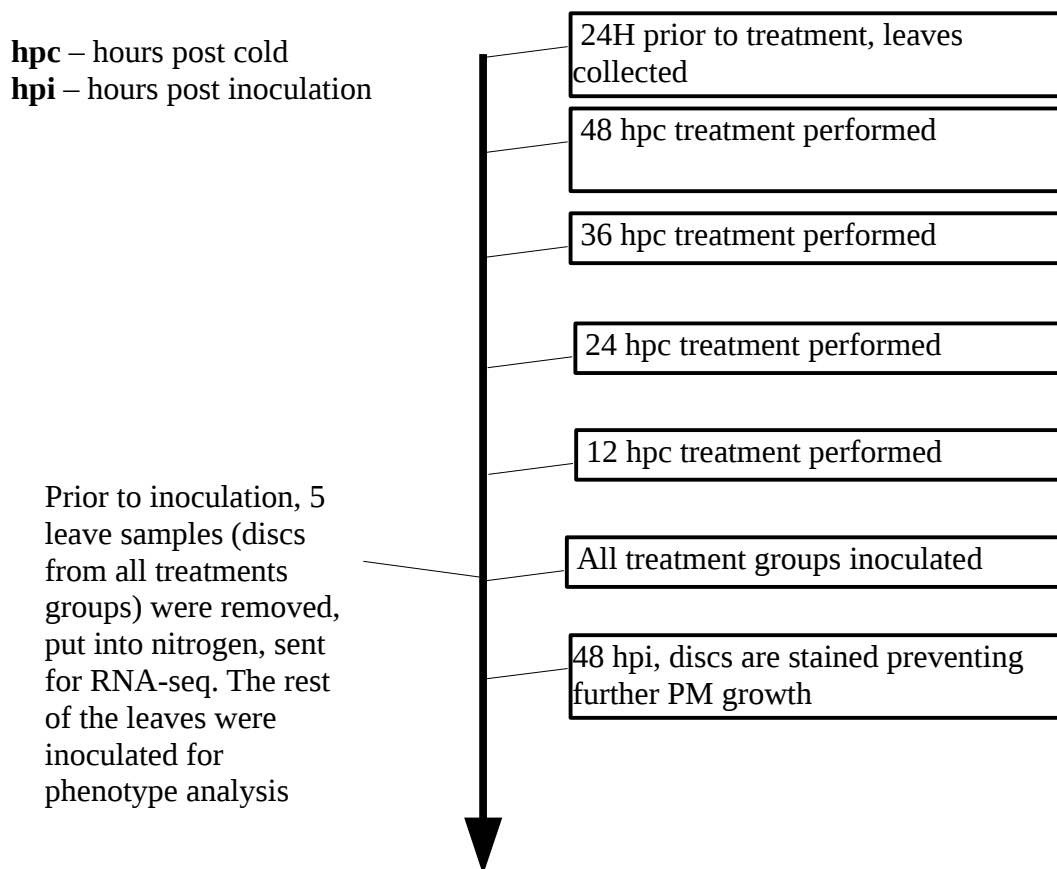 hpc – hours post cold
hpi – hours post inoculation
24H prior to treatment, leaves
collected
48 hpc treatment performed
36 hpc treatment performed
24 hpc treatment performed
12 hpc treatment performed
Prior to inoculation, 5
leave samples (discs
from all treatments
groups) were removed,
put into nitrogen, sent
for RNA-seq. The rest
of the leaves were
inoculated for
phenotype analysis
All treatment groups inoculated
48 hpi, discs are stained preventing
further PM growth